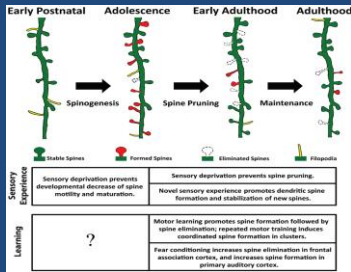 Early Postnatal
Adolescence
Early Adulthood
Adulthood
Spinogenesis
Spine Pruning
Maintenance
Stable Spines
Formed Spines
Eliminated Spines
Filopodia
Sensory
Experience
Sensory deprivation prevents
developmental decrease of spine
motility and maturation.
Sensory deprivation prevents spine pruning.
Novel sensory experience promotes dendritic spine
formation and stabilization of new spines.
Learning
?
Motor learning promotes spine formation followed by
spine elimination; repeated motor training induces
coordinated spine formation in clusters.
Fear conditioning increases spine elimination in frontal
association cortex, and increases spine formation in
primary auditory cortex.